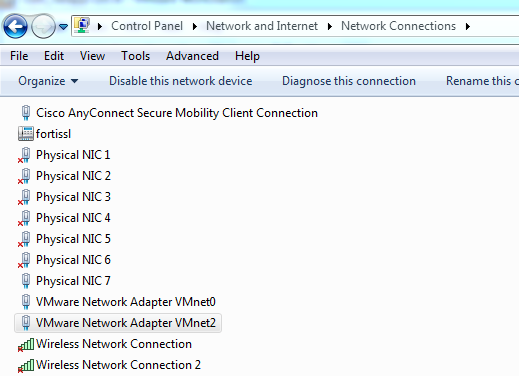 Control Panel Network and Internet Network Connections
File Edit View Tools Advanced Help
Organize Disable this network device Diagnose this connection Rename this
Cisco AnyConnect Secure Mobility Client Connection
fortissl
Physical NIC 1
Physical NIC 2
Physical NIC 3
Physical NIC 4
Physical NIC 5
Physical NIC 6
Physical NIC 7
VMware Network Adapter VMnet0
VMware Network Adapter VMnet2
Wireless Network Connection
Wireless Network Connection 2